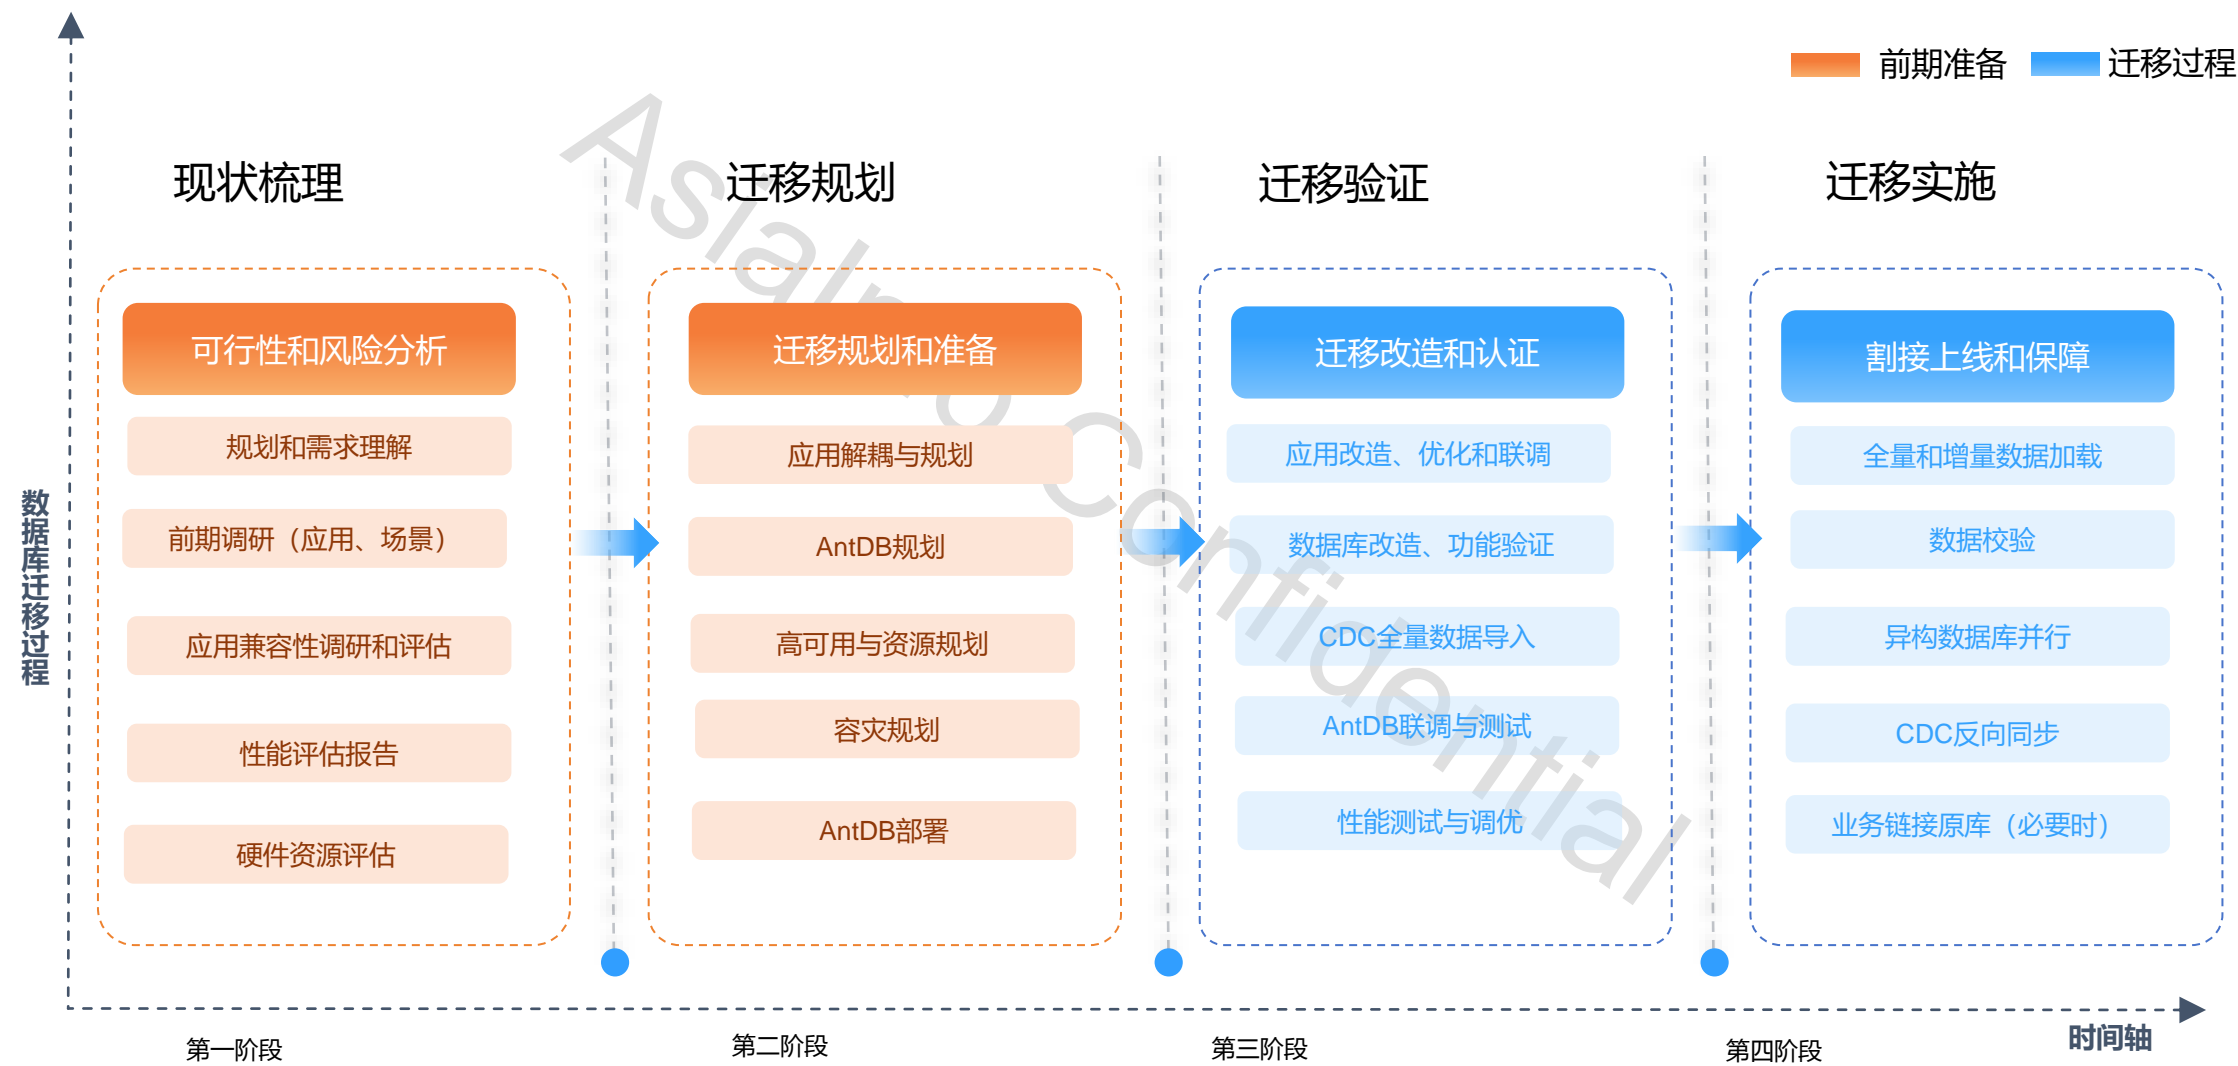 前期准备
迁移过程
现状梳理
迁移规划
迁移验证
迁移实施
可行性和风险分析
规划和需求理解
前期调研（应用、场景）
应用兼容性调研和评估
性能评估报告
硬件资源评估
迁移规划和准备
应用解耦与规划
AntDB规划
高可用与资源规划
容灾规划
AntDB部署
迁移改造和认证
应用改造、优化和联调
数据库改造、功能验证
CDC全量数据导入
AntDB联调与测试
性能测试与调优
割接上线和保障
全量和增量数据加载
数据校验
异构数据库并行
CDC反向同步
业务链接原库（必要时）
数据库迁移过程
时间轴
第一阶段
第二阶段
第三阶段
第四阶段
AsiaInfo Confidential